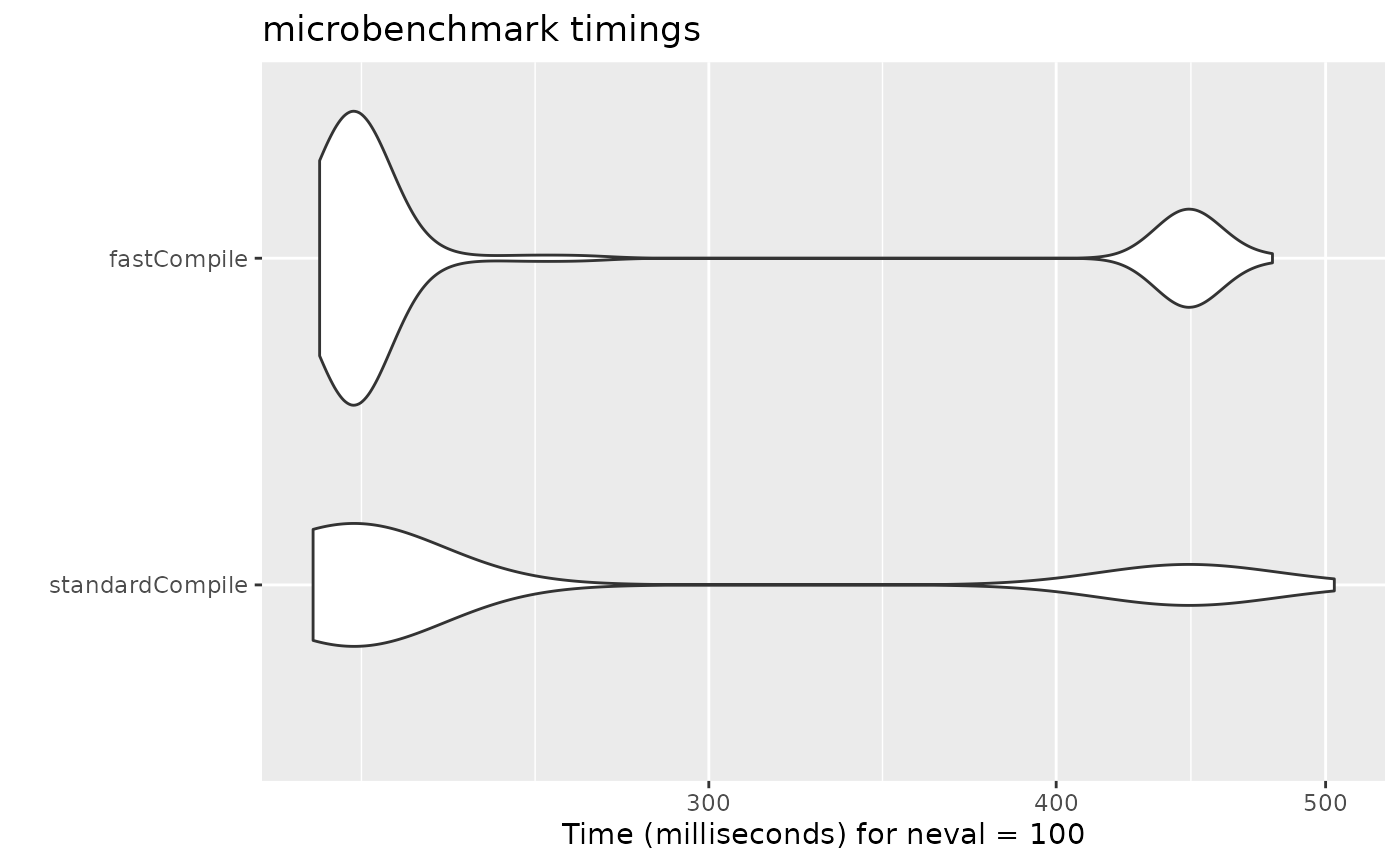 microbenchmark timings
fastCompile
standardCompile
300 400 500
Time (milliseconds) for neval = 100